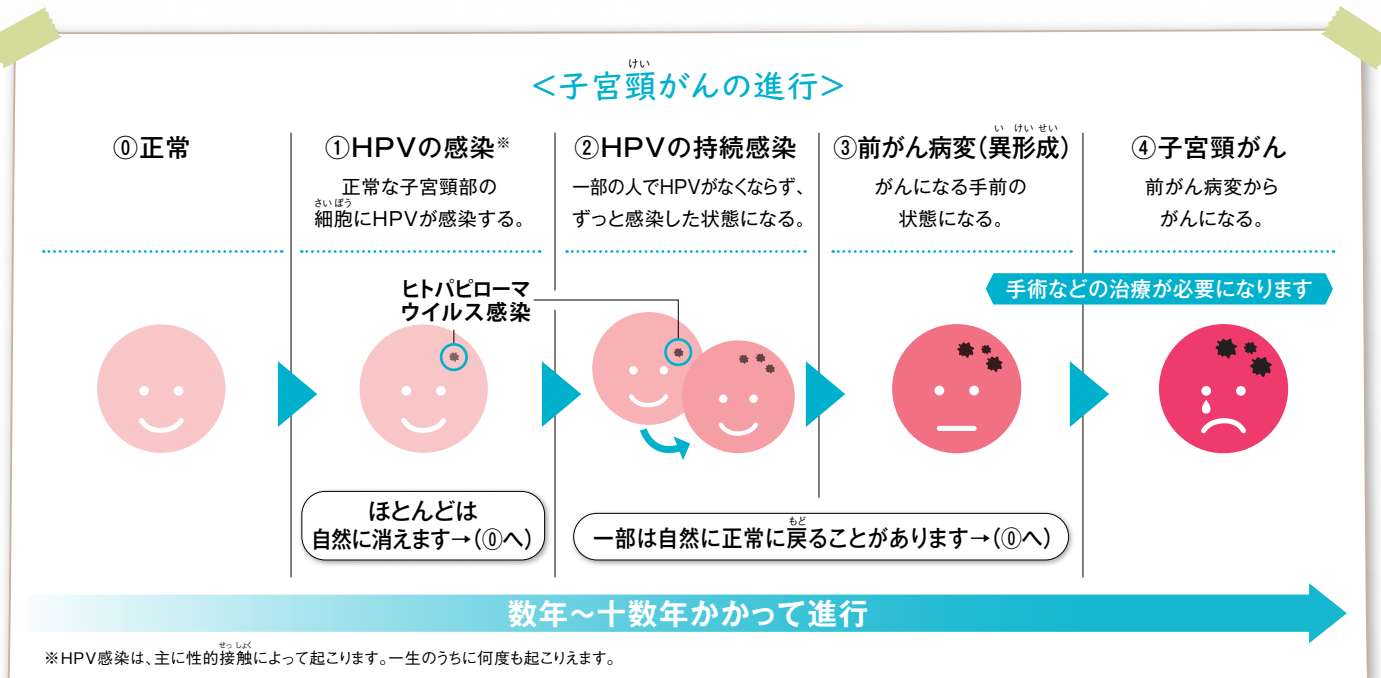 ＜子宮頸がんの進行＞
けい
⓪正常
①HPVの感染※
正常な子宮頸部の
さいぼう
細胞にHPVが感染する。
②HPVの持続感染
一部の人でHPVがなくならず、
ずっと感染した状態になる。
い けいせい
③前がん病変（異形成）
がんになる手前の
状態になる。
④子宮頸がん
前がん病変から
がんになる。
手術などの治療が必要になります
ヒトパピローマ
ウイルス感染
ほとんどは
自然に消えます→（⓪へ）
もど
一部は自然に正常に戻ることがあります→（⓪へ）
数年～十数年かかって進行
せっしょく
※HPV感染は、主に性的接触によって起こります。一生のうちに何度も起こりえます。